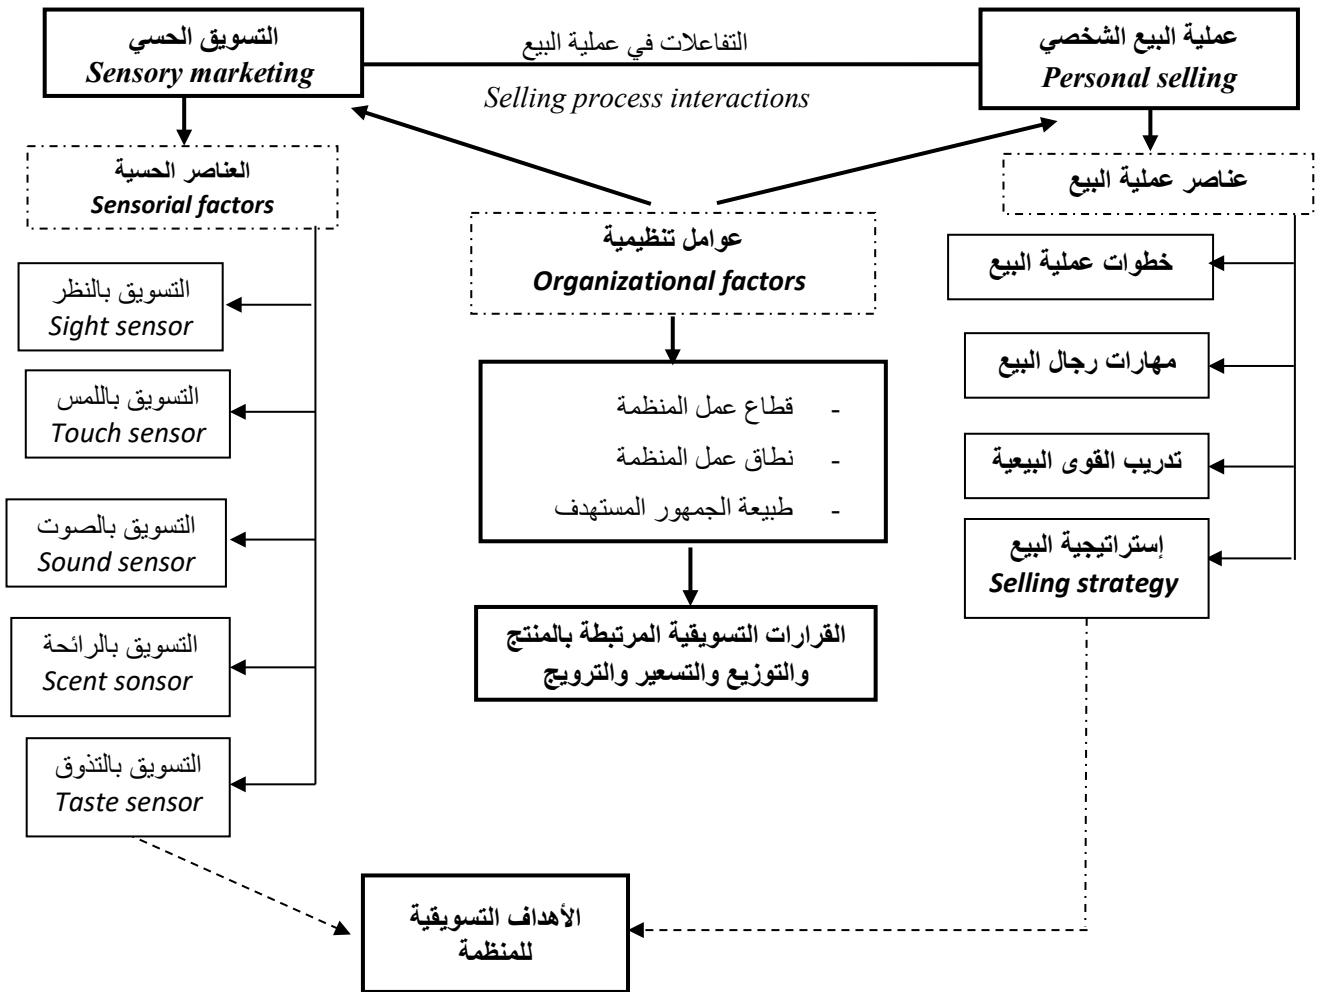 عملية البيع الشخصي
Personal selling
التفاعلات في عملية البيع
Selling process interactions
التسويق الحسي
Sensory marketing
عناصر عملية البيع
خطوات عملية البيع
مهارات رجال البيع
تدريب القوى البيعية
إستراتيجية البيع
Selling strategy
عوامل تنظيمية
Organizational factors
- قطاع عمل المنظمة
- نطاق عمل المنظمة
- طبيعة الجمهور المستهدف
القرارات التسويقية المرتبطة بالمنتج
والتوزيع والتسعير والترويج
العناصر الحسية
Sensorial factors
التسويق بالنظر
Sight sensor
التسويق باللمس
Touch sensor
التسويق بالصوت
Sound sensor
التسويق بالرائحة
Scent sonsor
التسويق بالتذوق
Taste sensor
الأهداف التسويقية
للمنظمة